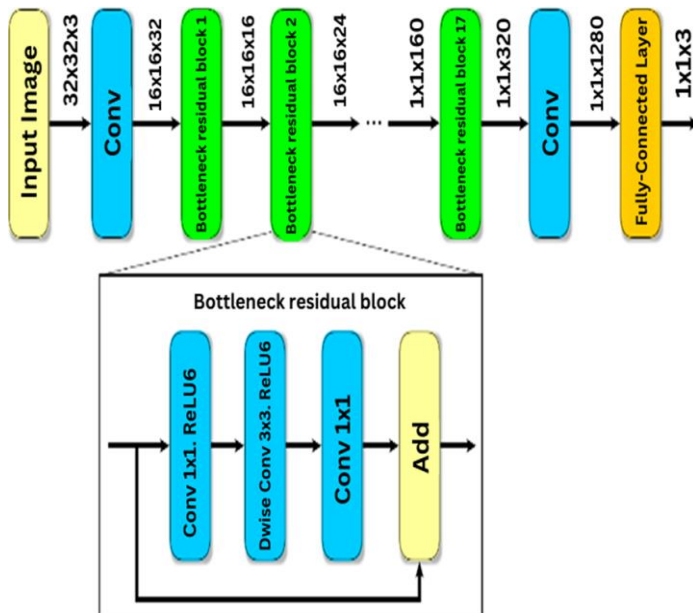 Input Image
32x32x3
Conv
16x16x32
Bottleneck residual block 1
16x16x16
Bottleneck residual block 2
16x16x24
...
1x1x160
Bottleneck residual block 17
1x1x320
Conv
1x1x1280
Fully-Connected Layer
1x1x3
Bottleneck residual block
Conv 1x1. ReLU6
Dwise Conv 3x3. ReLU6
Conv 1x1
Add